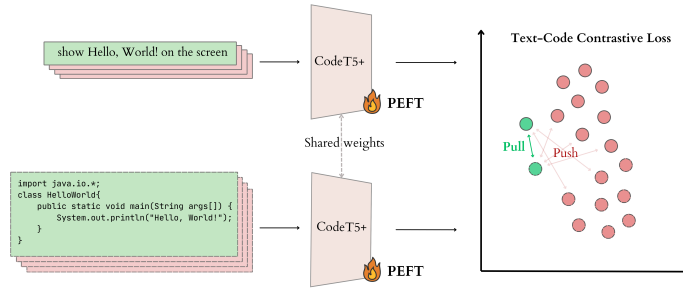 Text-Code Contrastive Loss
show Hello, World! on the screen
CodeT5+
PEFT
Shared weights
Pull
Push
import java.io.*;
class HelloWorld{
    public static void main(String args[]) {
        System.out.println("Hello, World!");
    }
}
CodeT5+
PEFT